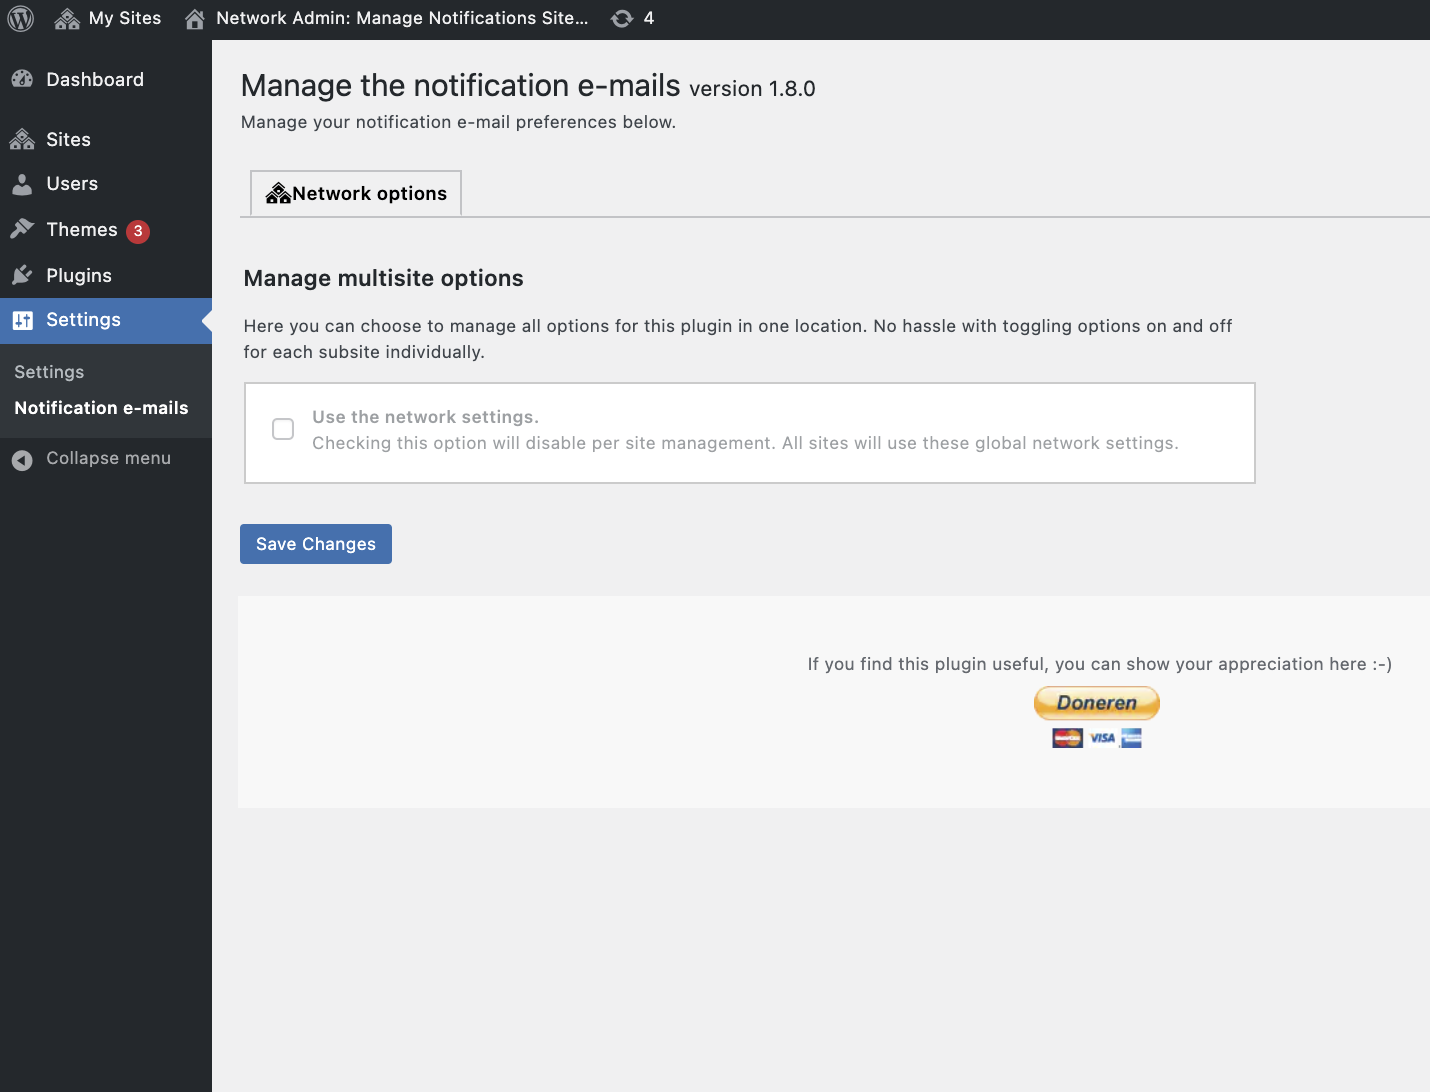 My Sites
Network Admin: Manage Notifications Site...
4
Dashboard
Sites
Users
Themes 3
Plugins
Settings
Settings
Notification e-mails
Collapse menu
Manage the notification e-mails version 1.8.0
Manage your notification e-mail preferences below.
Network options
Manage multisite options
Here you can choose to manage all options for this plugin in one location. No hassle with toggling options on and off
for each subsite individually.
Use the network settings.
Checking this option will disable per site management. All sites will use these global network settings.
Save Changes
If you find this plugin useful, you can show your appreciation here :-)
Doneren
VISA